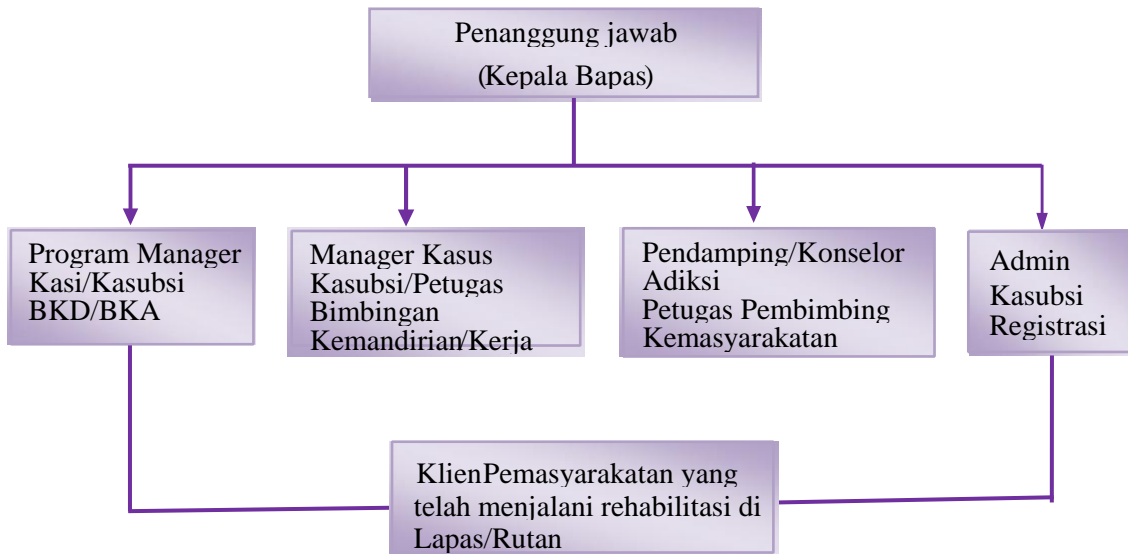 Penanggung jawab
(Kepala Bapas)
Program Manager
Kasi/Kasubsi
BKD/BKA
Manager Kasus
Kasubsi/Petugas
Bimbingan
Kemandirian/Kerja
Pendamping/Konselor
Adiksi
Petugas Pembimbing
Kemasyarakatan
Admin
Kasubsi
Registrasi
KlienPemasyarakatan yang
telah menjalani rehabilitasi di
Lapas/Rutan